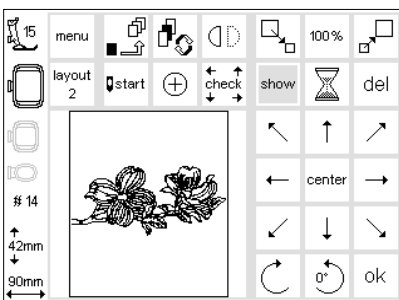 15
menu
100%
layout
2
start
check
show
del
center
# 14
42mm
90mm
0°
ok